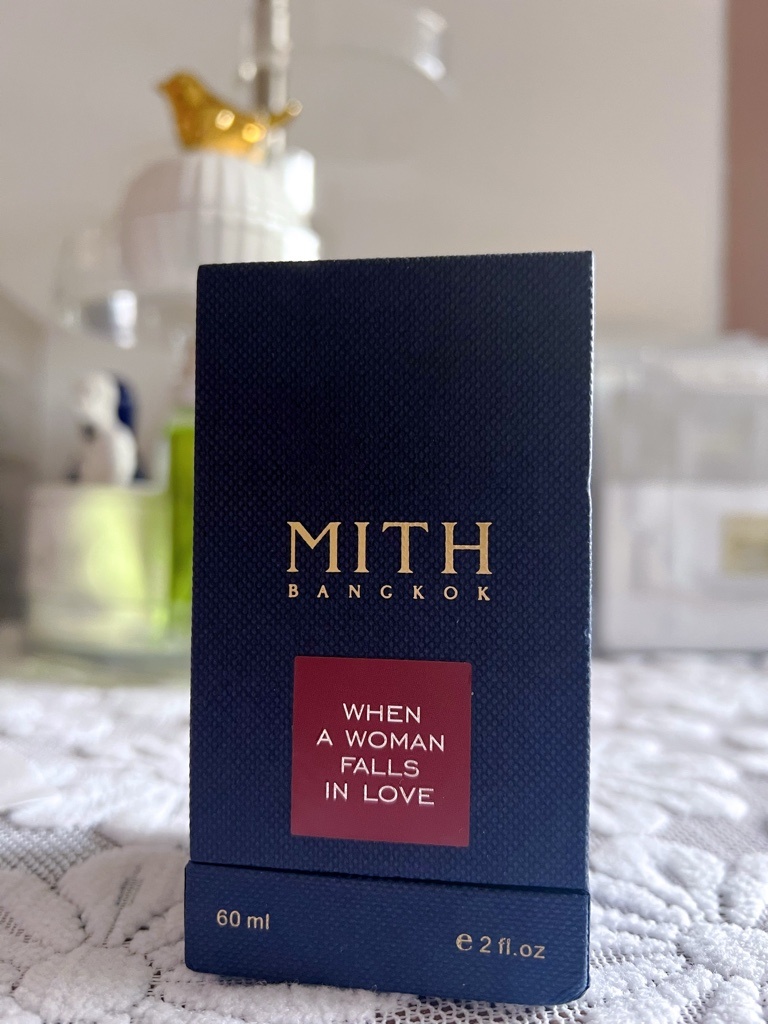 MITH
BANGKOK
WHEN
A WOMAN
FALLS
IN LOVE
60 ml
℮ 2 fl.oz